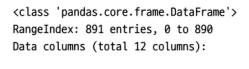 <class 'pandas.core.frame.DataFrame'>
RangeIndex: 891 entries, 0 to 890
Data columns (total 12 columns):